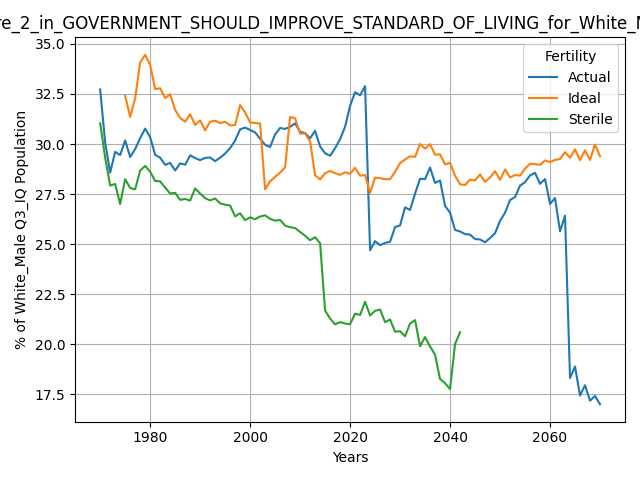 re_2_in_GOVERNMENT_SHOULD_IMPROVE_STANDARD_OF_LIVING_for_White_M
35.0
32.5
30.0
27.5
25.0
22.5
20.0
17.5
% of White_Male Q3_IQ Population
Fertility
Actual
Ideal
Sterile
1980
2000
2020
2040
2060
Years